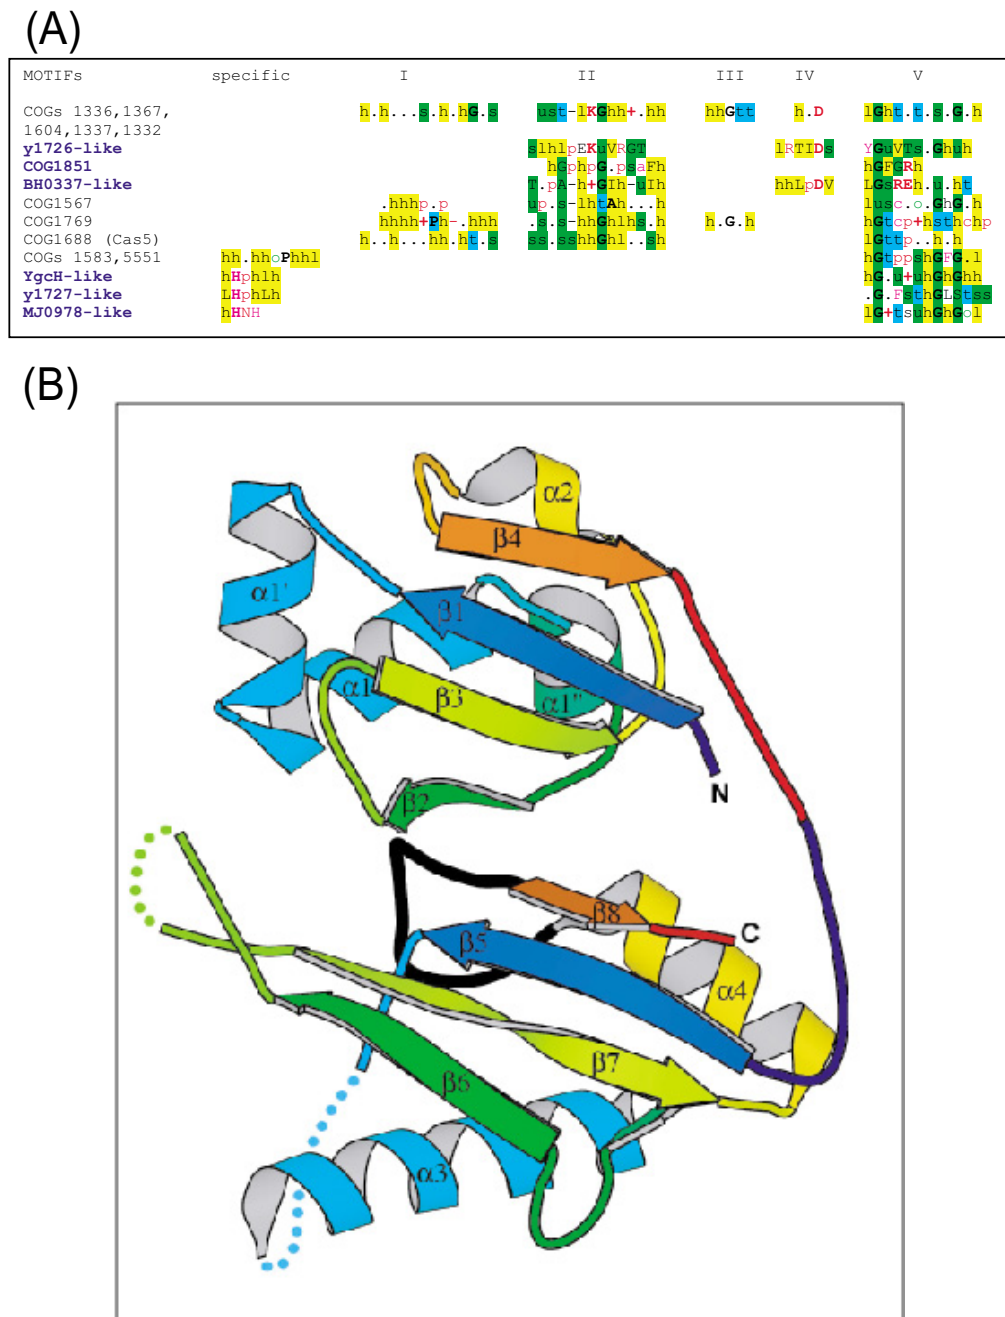 (A)
MOTIFs specific I II III IV V
COGs 1336,1367, h.h...s.h.hG.s ust-lKGhh+.hh hhGtt h.D lGht.t.s.G.h
1604,1337,1332
y1726-like slhlpEKuVRGT lRTIDs YGuVTs.Ghuh
COG1851 hGphpG.psaFh hGFGRh
BH0337-like T.pA-h+GIh-uIh hhLpDV LGsREh.u.ht
COG1567 .hhhp.p up.s-lhtAh...h lusc.o.GhG.h
COG1769 hhhh+Ph-.hhh .s.s-hhGhlhs.h h.G.h hGtcp+hsthchp
COG1688 (Cas5) h..h...hh.ht.s ss.sshhGhl..sh lGttp..h.h
COGs 1583,5551 hh.hhoPhhl hGtppshGFG.l
YgcH-like hHphlh hG.u+uhGhGhh
y1727-like LHphLh .G.FsthGLStss
MJ0978-like hHNH lG+tsuhGhGol
(B)
α2
β4
α1'
β1
α1
β3
α1"
β2
N
β8
C
β5
α4
β7
β6
α3